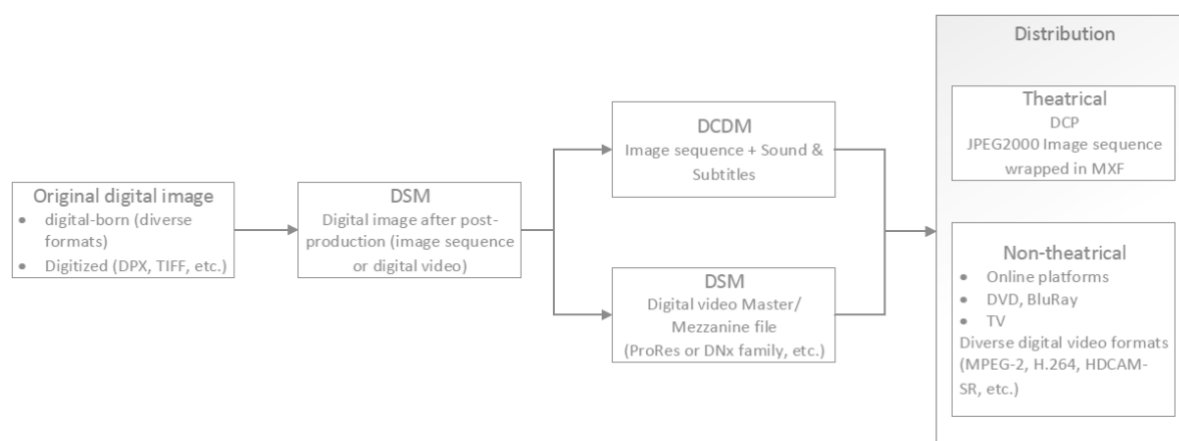 Original digital image
• digital-born (diverse
formats)
• Digitized (DPX, TIFF, etc.)
DSM
Digital image after post-
production (image sequence
or digital video)
DCDM
Image sequence + Sound &
Subtitles
DSM
Digital video Master/
Mezzanine file
(ProRes or DNx family, etc.)
Distribution
Theatrical
DCP
JPEG2000 Image sequence
wrapped in MXF
Non-theatrical
• Online platforms
• DVD, BluRay
• TV
Diverse digital video formats
(MPEG-2, H.264, HDCAM-
SR, etc.)